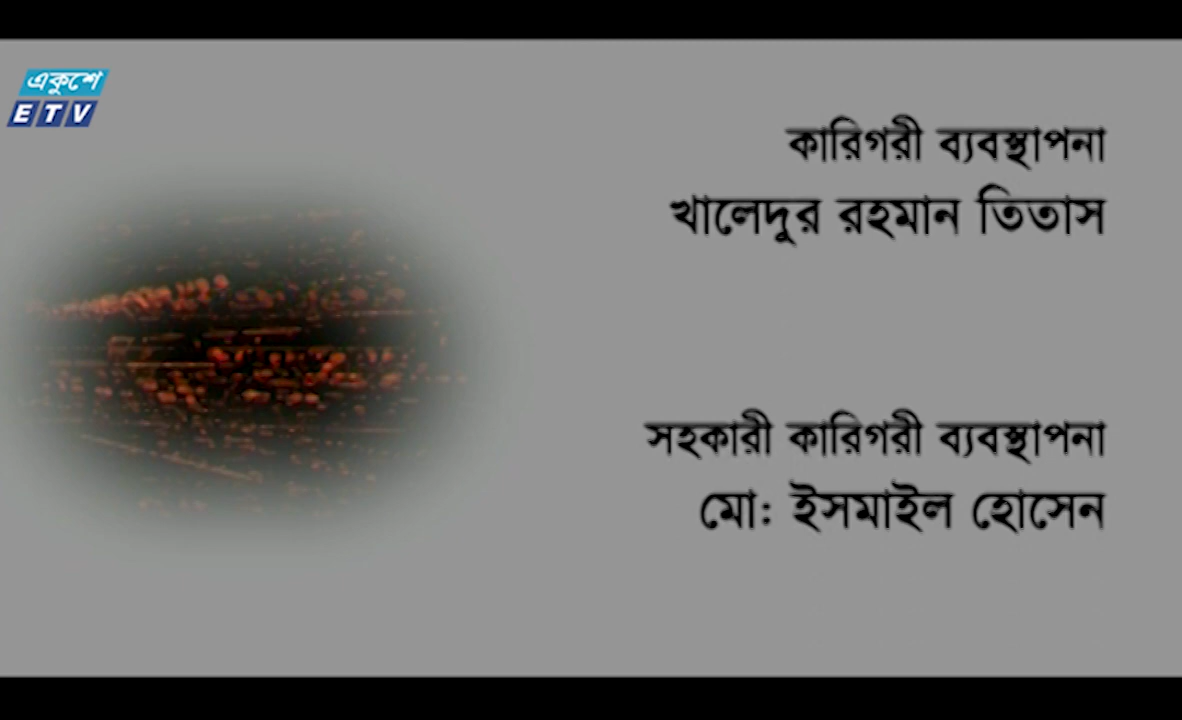 একুশে
ETV
কারিগরী ব্যবস্থাপনা
খালেদুর রহমান তিতাস
সহকারী কারিগরী ব্যবস্থাপনা
মো: ইসমাইল হোসেন